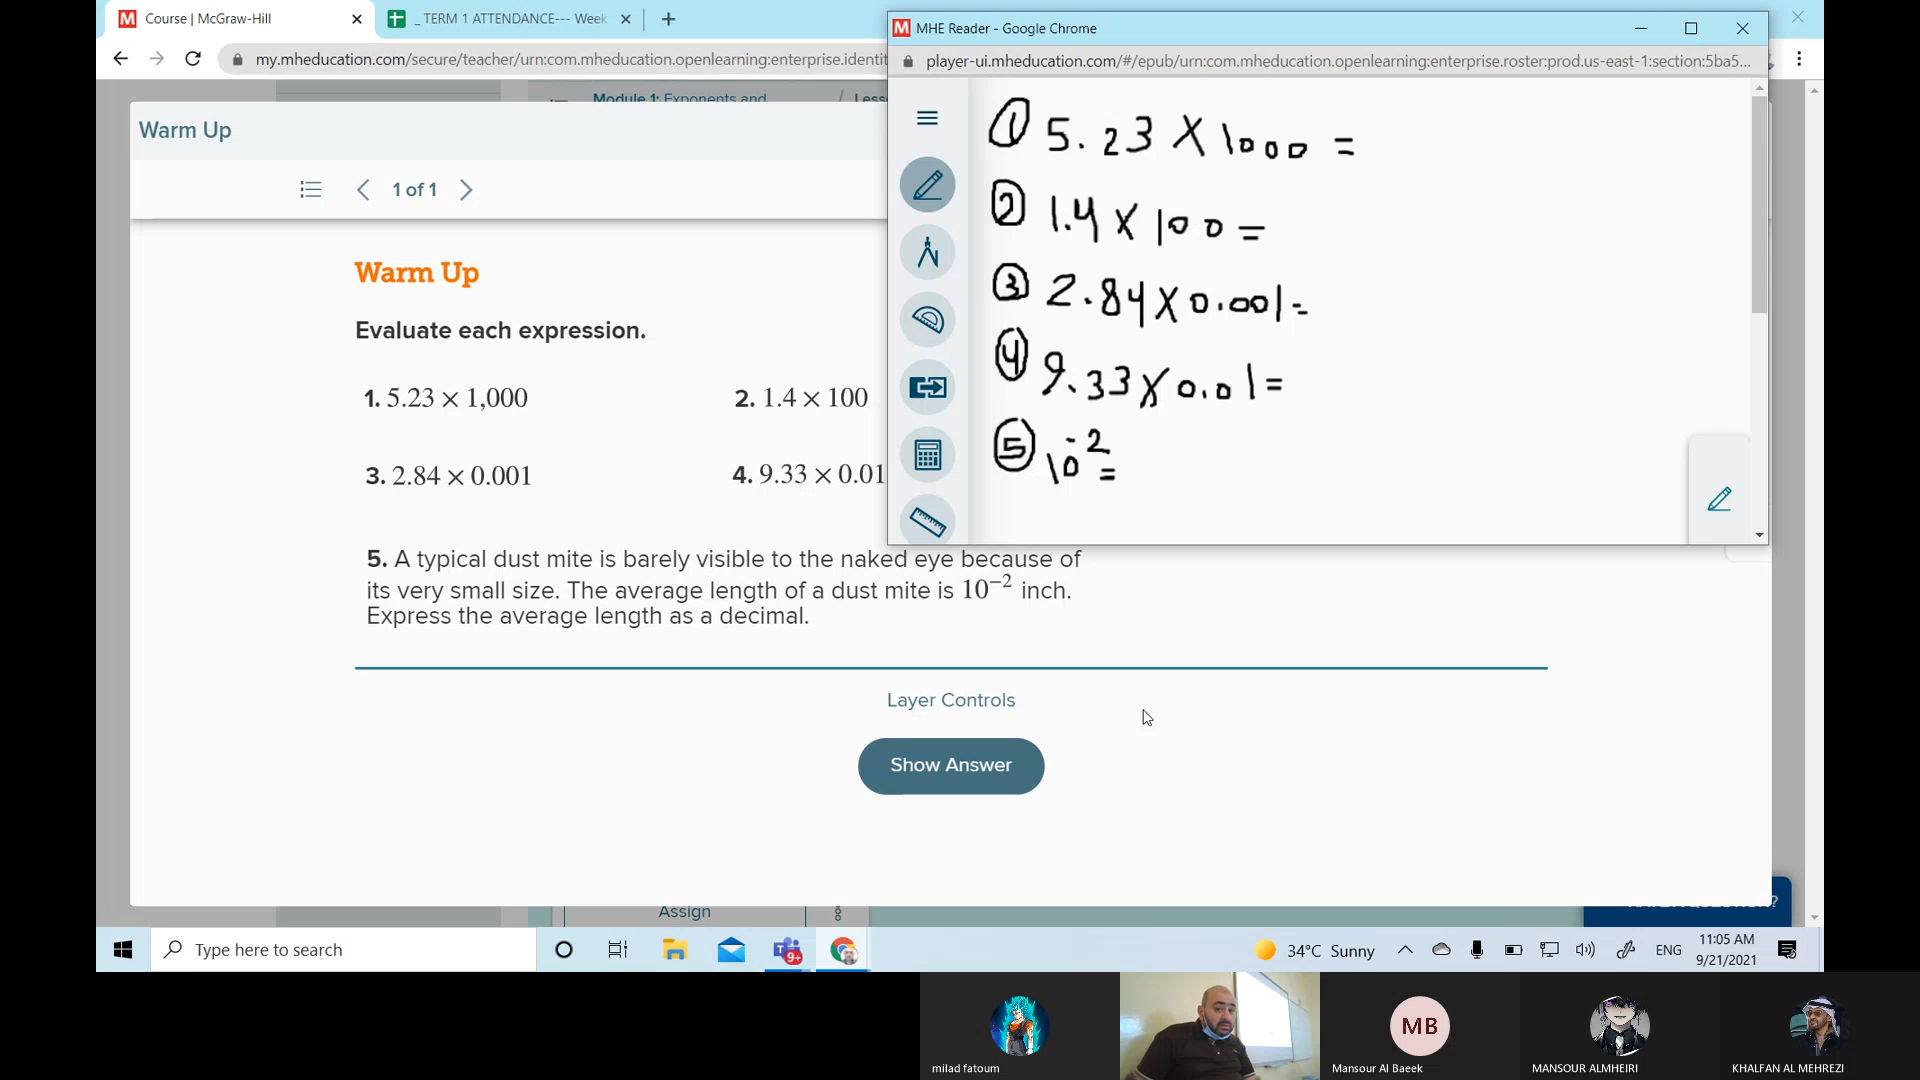 Course | McGraw-Hill
_ TERM 1 ATTENDANCE--- Week
MHE Reader - Google Chrome
my.mheducation.com/secure/teacher/urn:com.mheducation.openlearning:enterprise.identit
player-ui.mheducation.com/#/epub/urn:com.mheducation.openlearning:enterprise.roster:prod.us-east-1:section:5ba5...
Module 1: Exponents and / Less
Warm Up
1 of 1
Warm Up
Evaluate each expression.
1. 5.23 × 1,000
2. 1.4 × 100
3. 2.84 × 0.001
4. 9.33 × 0.01
5. A typical dust mite is barely visible to the naked eye because of
its very small size. The average length of a dust mite is 10⁻² inch.
Express the average length as a decimal.
① 5.23 X 1000 =
② 1.4 X 100 =
③ 2.84 X 0.001 =
④ 9.33 X 0.01 =
⑤ 10⁻² =
Layer Controls
Show Answer
Assign
Type here to search
9+
34°C Sunny
ENG
11:05 AM
9/21/2021
MB
milad fatoum
Mansour Al Baeek
MANSOUR ALMHEIRI
KHALFAN AL MEHREZI